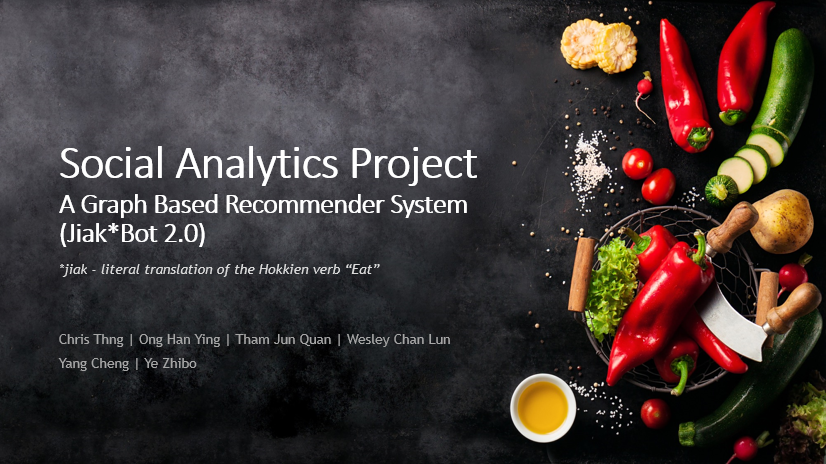 Social Analytics Project
A Graph Based Recommender System
(Jiak*Bot 2.0)
*jiak - literal translation of the Hokkien verb “Eat”
Chris Thng | Ong Han Ying | Tham Jun Quan | Wesley Chan Lun
Yang Cheng | Ye Zhibo